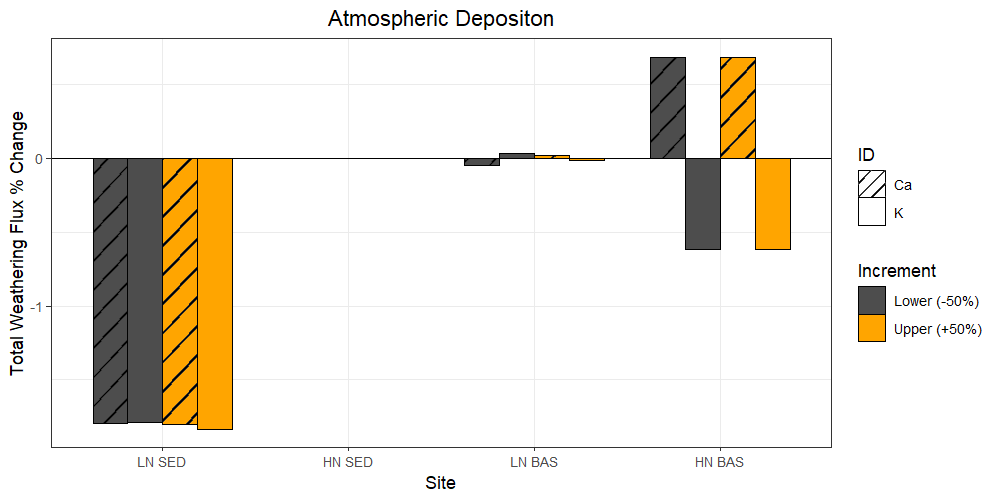 Atmospheric Depositon
Total Weathering Flux % Change
0
-1
LN SED
HN SED
LN BAS
HN BAS
Site
ID
Ca
K
Increment
Lower (-50%)
Upper (+50%)